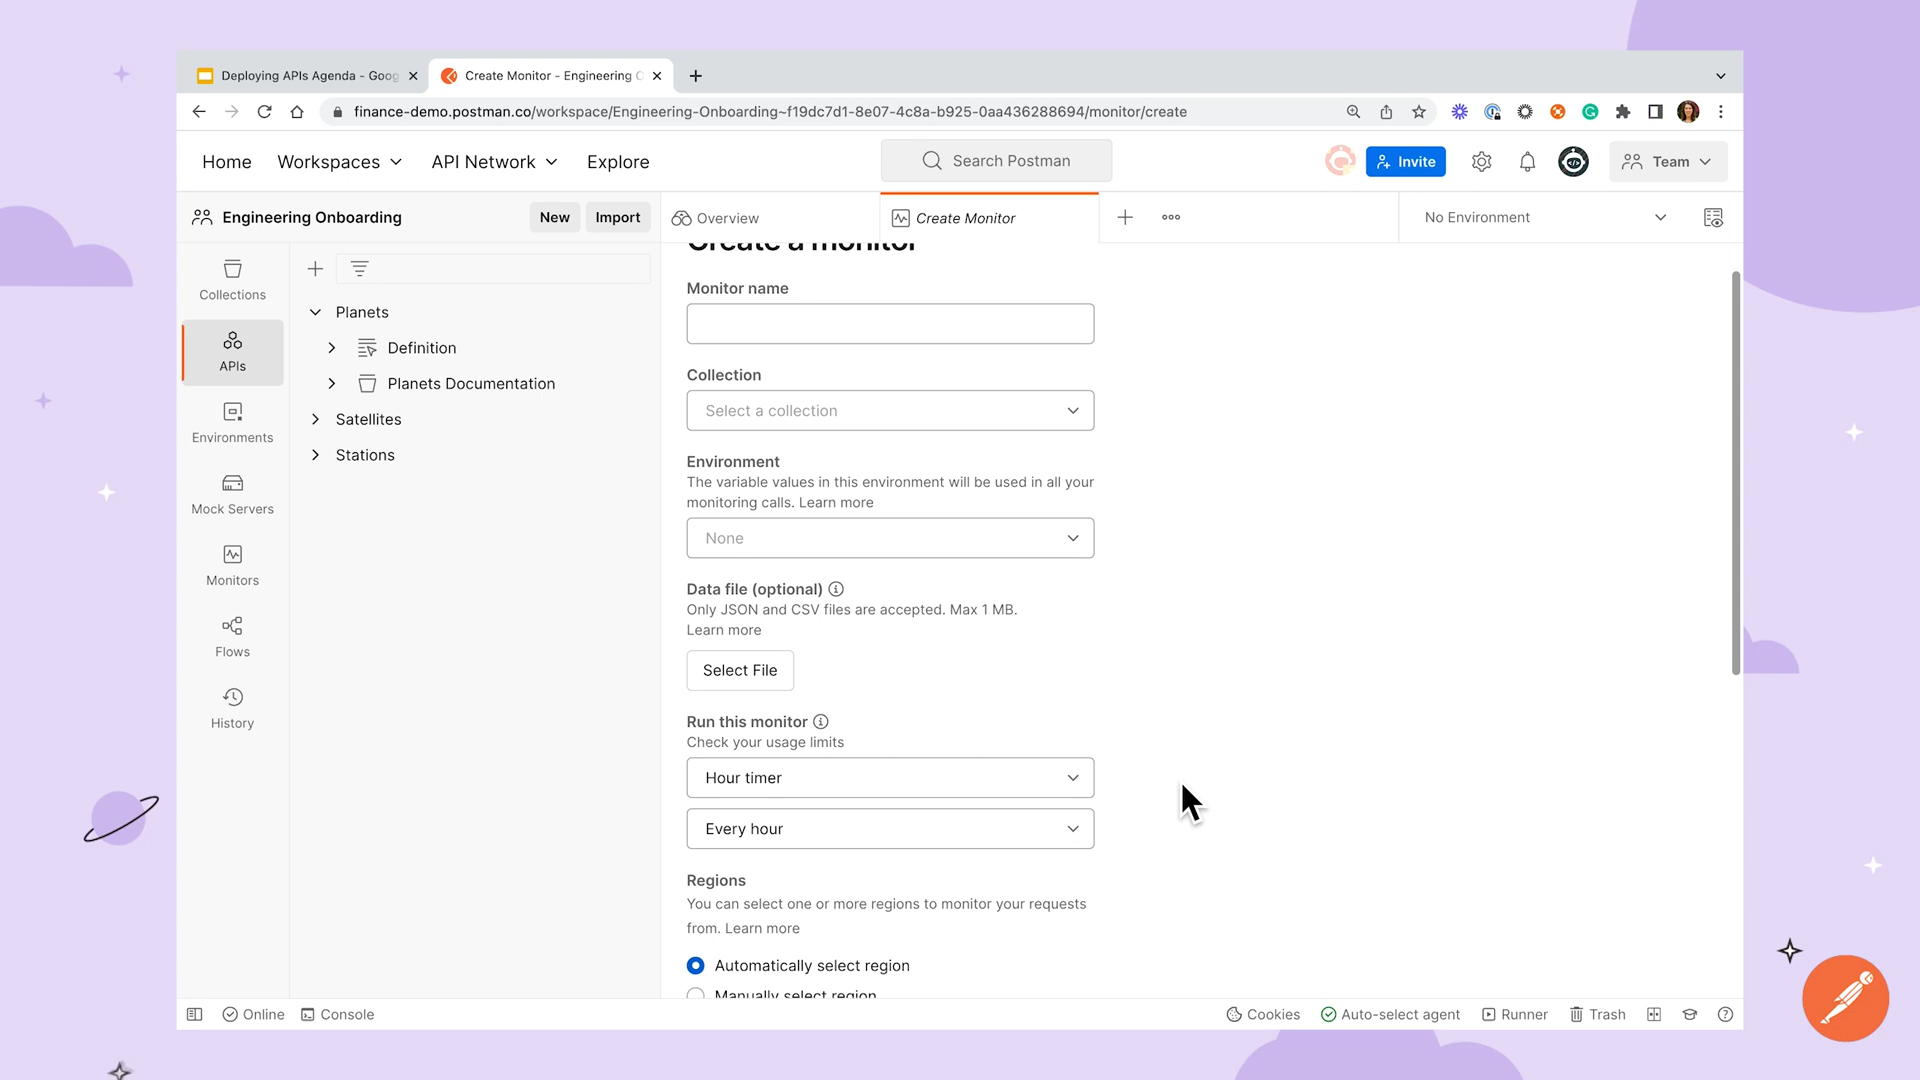 Deploying APIs Agenda - Goog
Create Monitor - Engineering O
finance-demo.postman.co/workspace/Engineering-Onboarding~f19dc7d1-8e07-4c8a-b925-0aa436288694/monitor/create
Home
Workspaces
API Network
Explore
Search Postman
Invite
Team
Engineering Onboarding
New
Import
Overview
Create Monitor
No Environment
Collections
APIs
Environments
Mock Servers
Monitors
Flows
History
Planets
Definition
Planets Documentation
Satellites
Stations
Create a monitor
Monitor name
Collection
Select a collection
Environment
The variable values in this environment will be used in all your
monitoring calls. Learn more
None
Data file (optional)
Only JSON and CSV files are accepted. Max 1 MB.
Learn more
Select File
Run this monitor
Check your usage limits
Hour timer
Every hour
Regions
You can select one or more regions to monitor your requests
from. Learn more
Automatically select region
Manually select region
Online
Console
Cookies
Auto-select agent
Runner
Trash